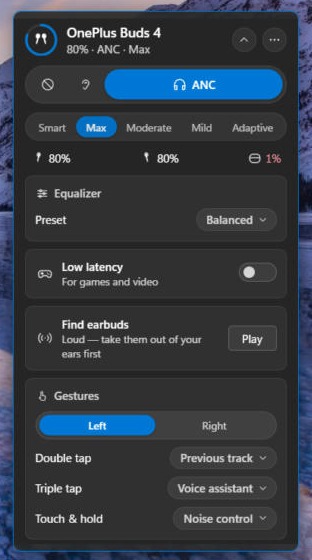 OnePlus Buds 4
80% · ANC · Max
ANC
Smart Max Moderate Mild Adaptive
80% 80% 1%
Equalizer
Preset Balanced
Low latency
For games and video
Find earbuds
Loud — take them out of your
ears first
Play
Gestures
Left Right
Double tap Previous track
Triple tap Voice assistant
Touch & hold Noise control